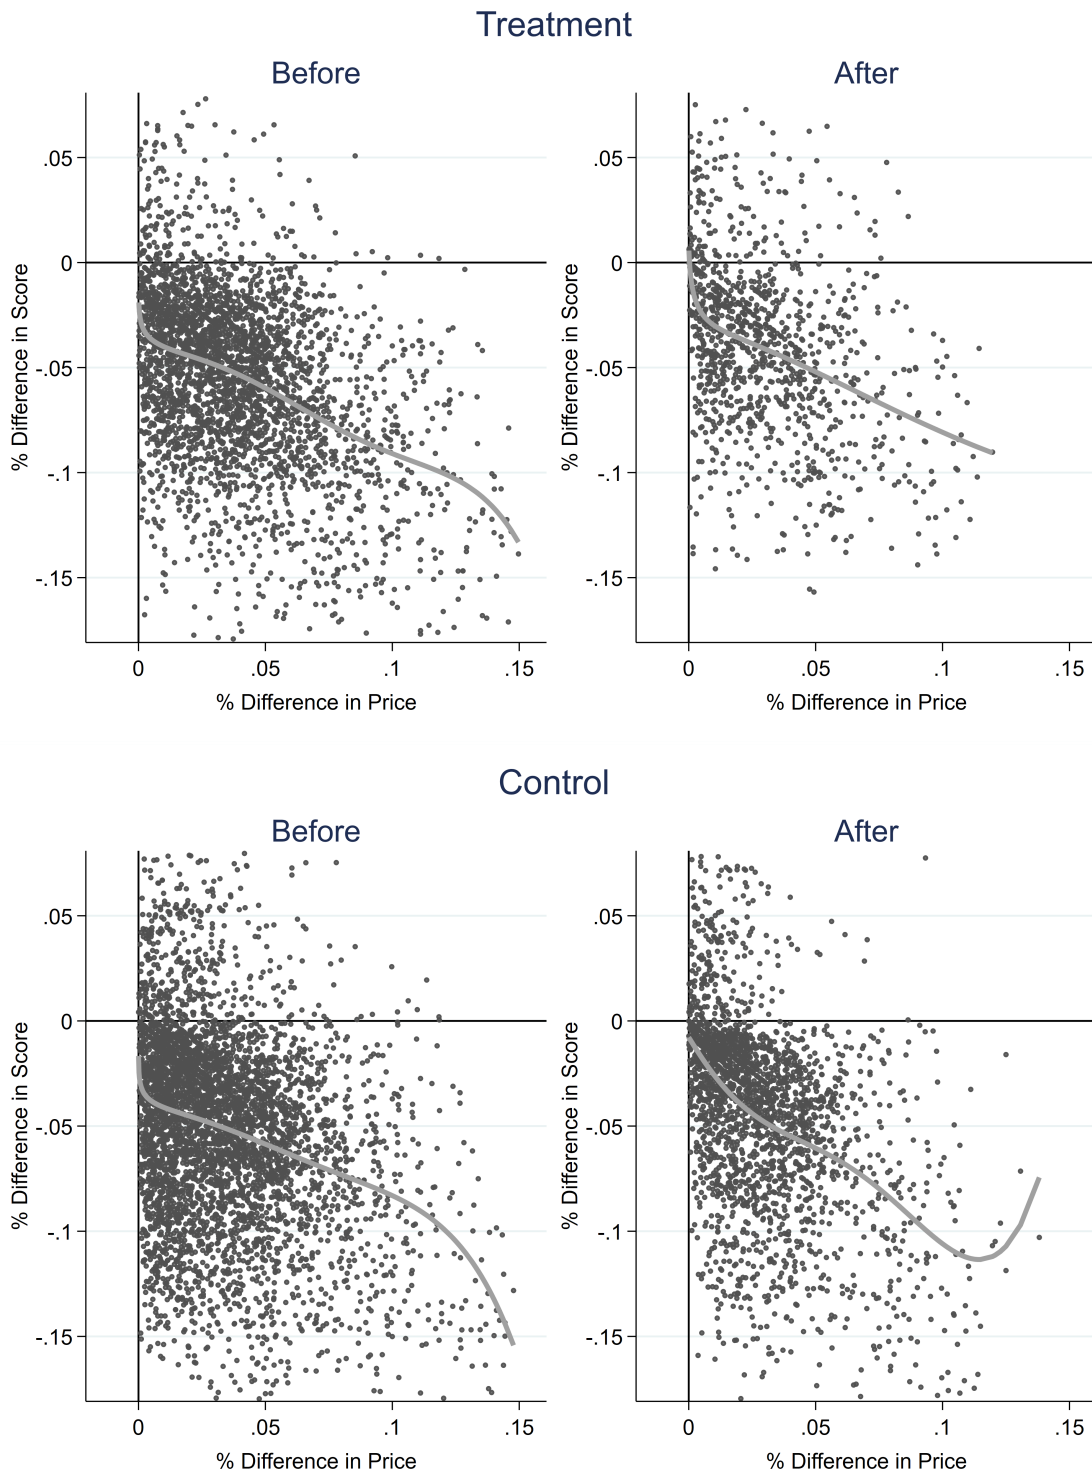 Treatment
Before
After
.05
0
-.05
-.1
-.15
% Difference in Score
0
.05
.1
.15
% Difference in Price
.05
0
-.05
-.1
-.15
% Difference in Score
0
.05
.1
.15
% Difference in Price
Control
Before
After
.05
0
-.05
-.1
-.15
% Difference in Score
0
.05
.1
.15
% Difference in Price
.05
0
-.05
-.1
-.15
% Difference in Score
0
.05
.1
.15
% Difference in Price